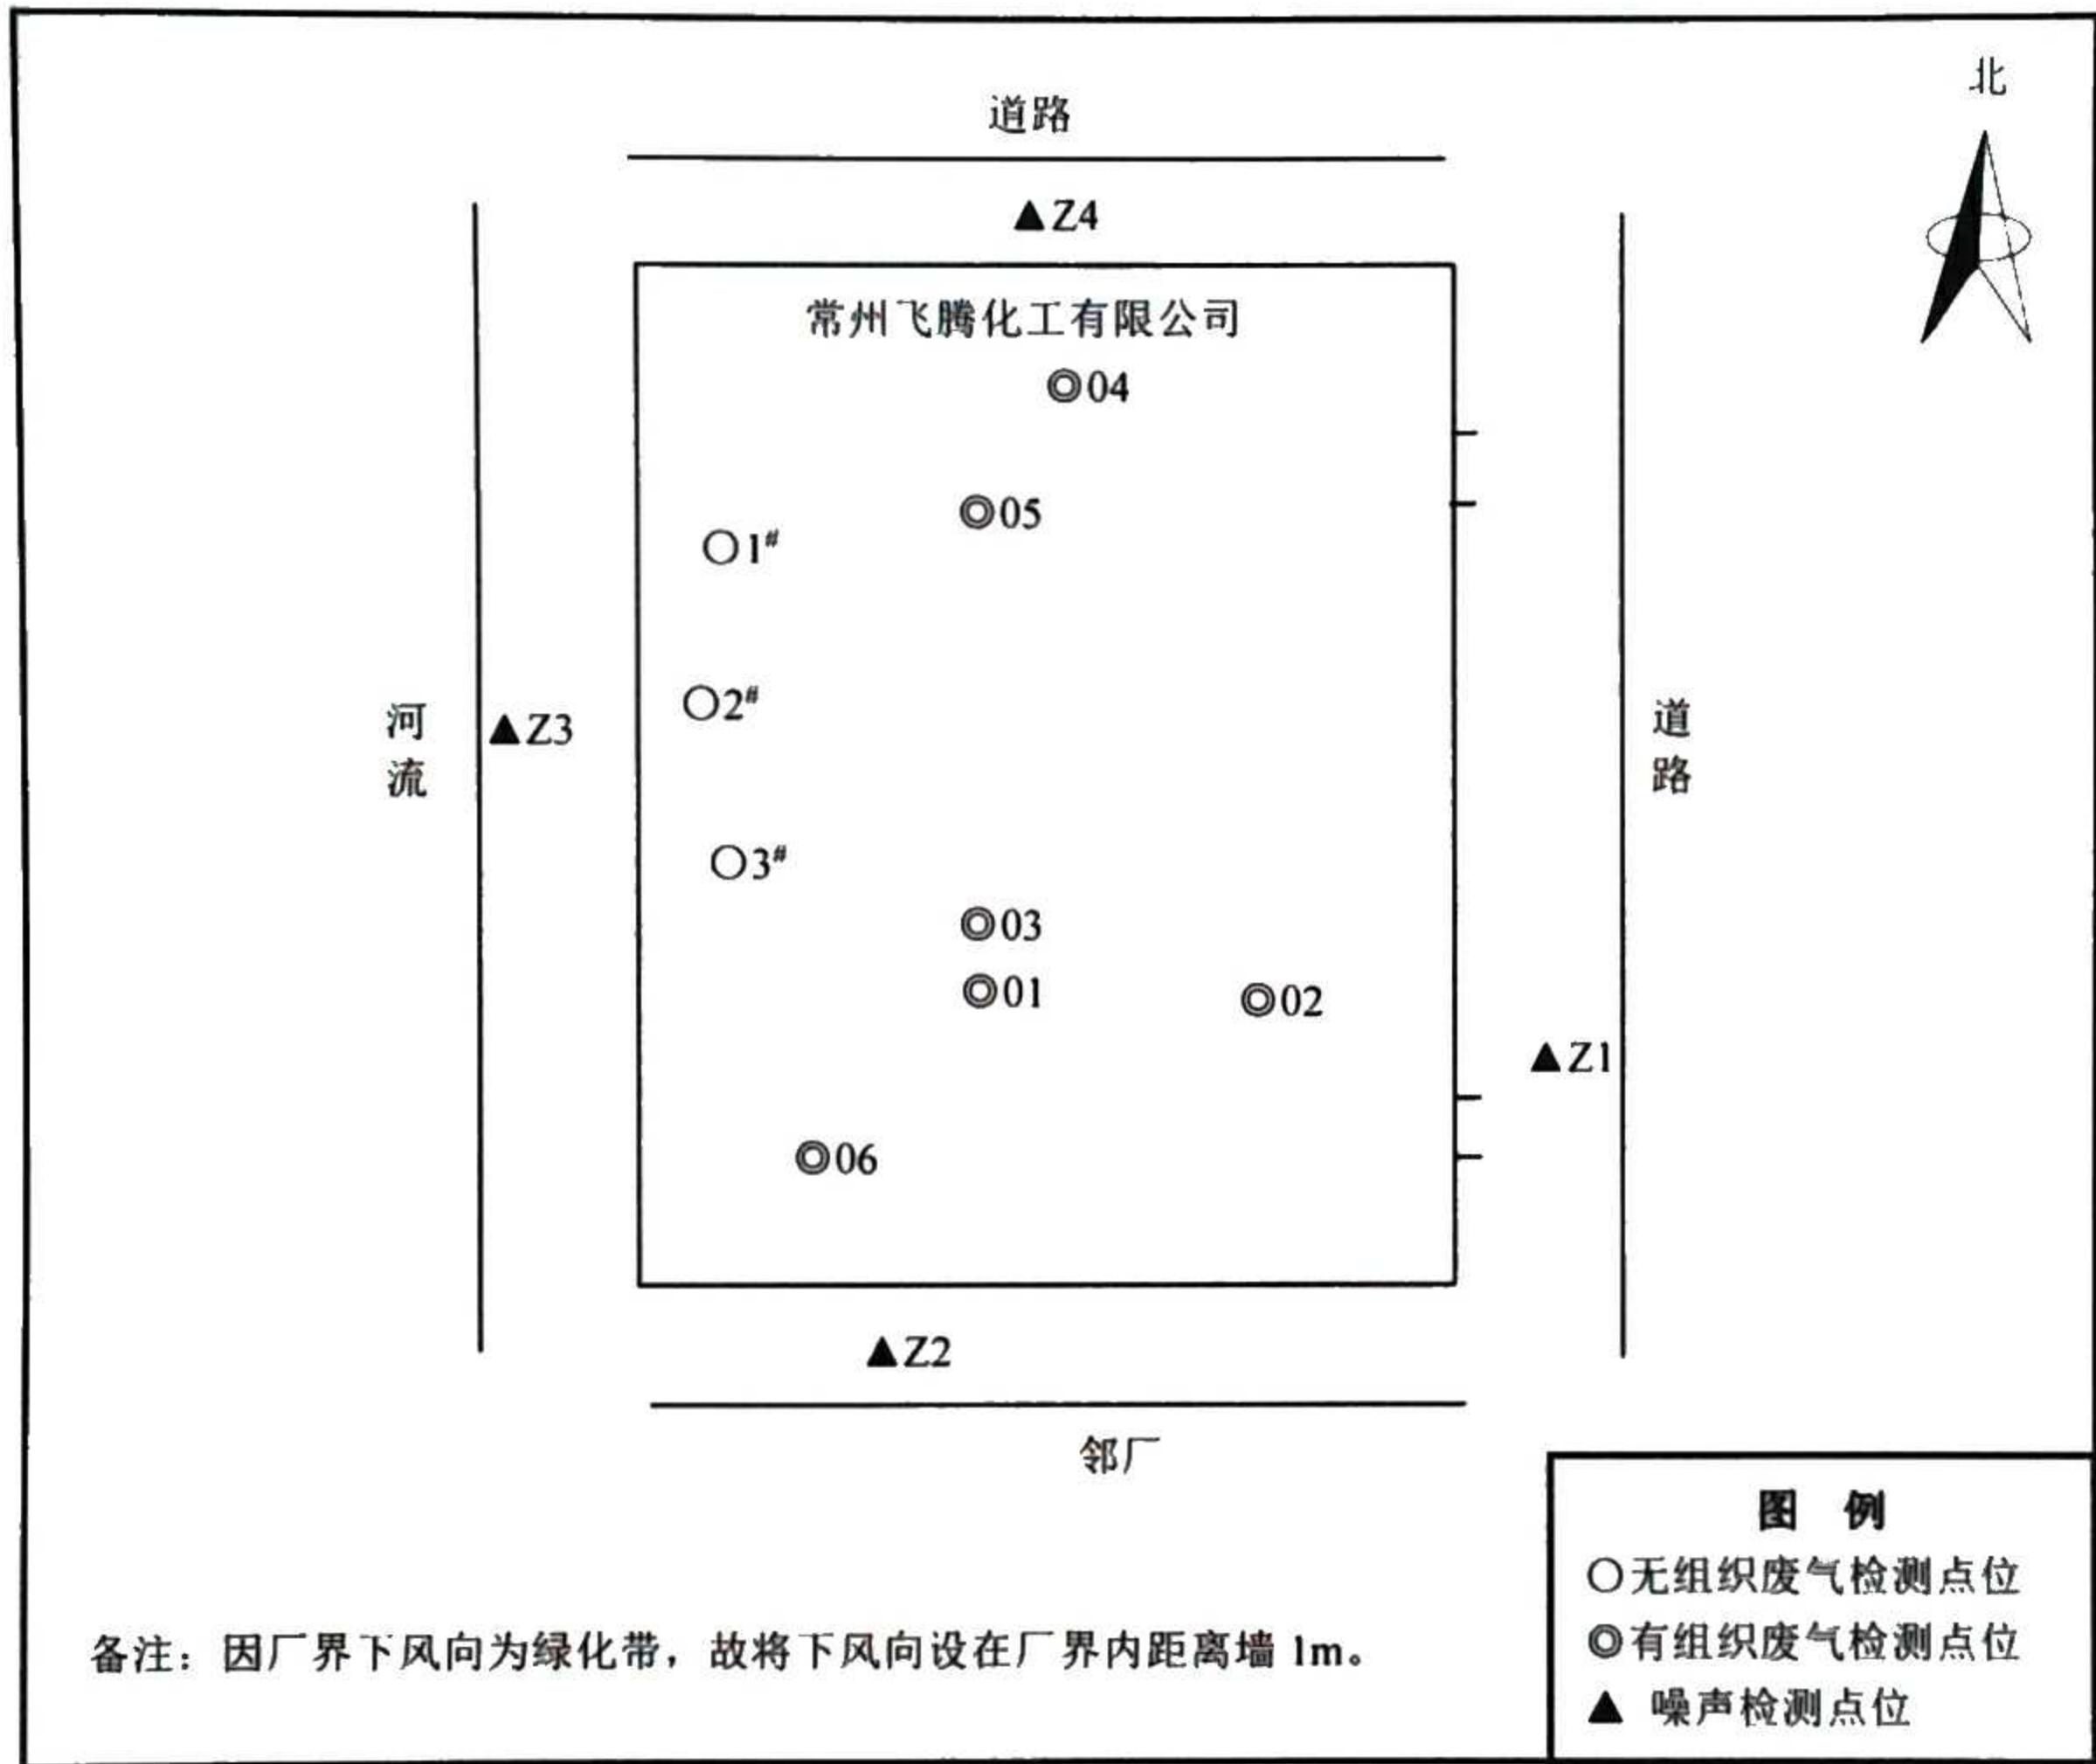 北
道路
▲Z4
常州飞腾化工有限公司
◎04
◎05
○1#
○2#
河流
▲Z3
道路
○3#
◎03
◎01
◎02
▲Z1
◎06
▲Z2
邻厂
图 例
○无组织废气检测点位
◎有组织废气检测点位
▲ 噪声检测点位
备注：因厂界下风向为绿化带，故将下风向设在厂界内距离墙 1m。